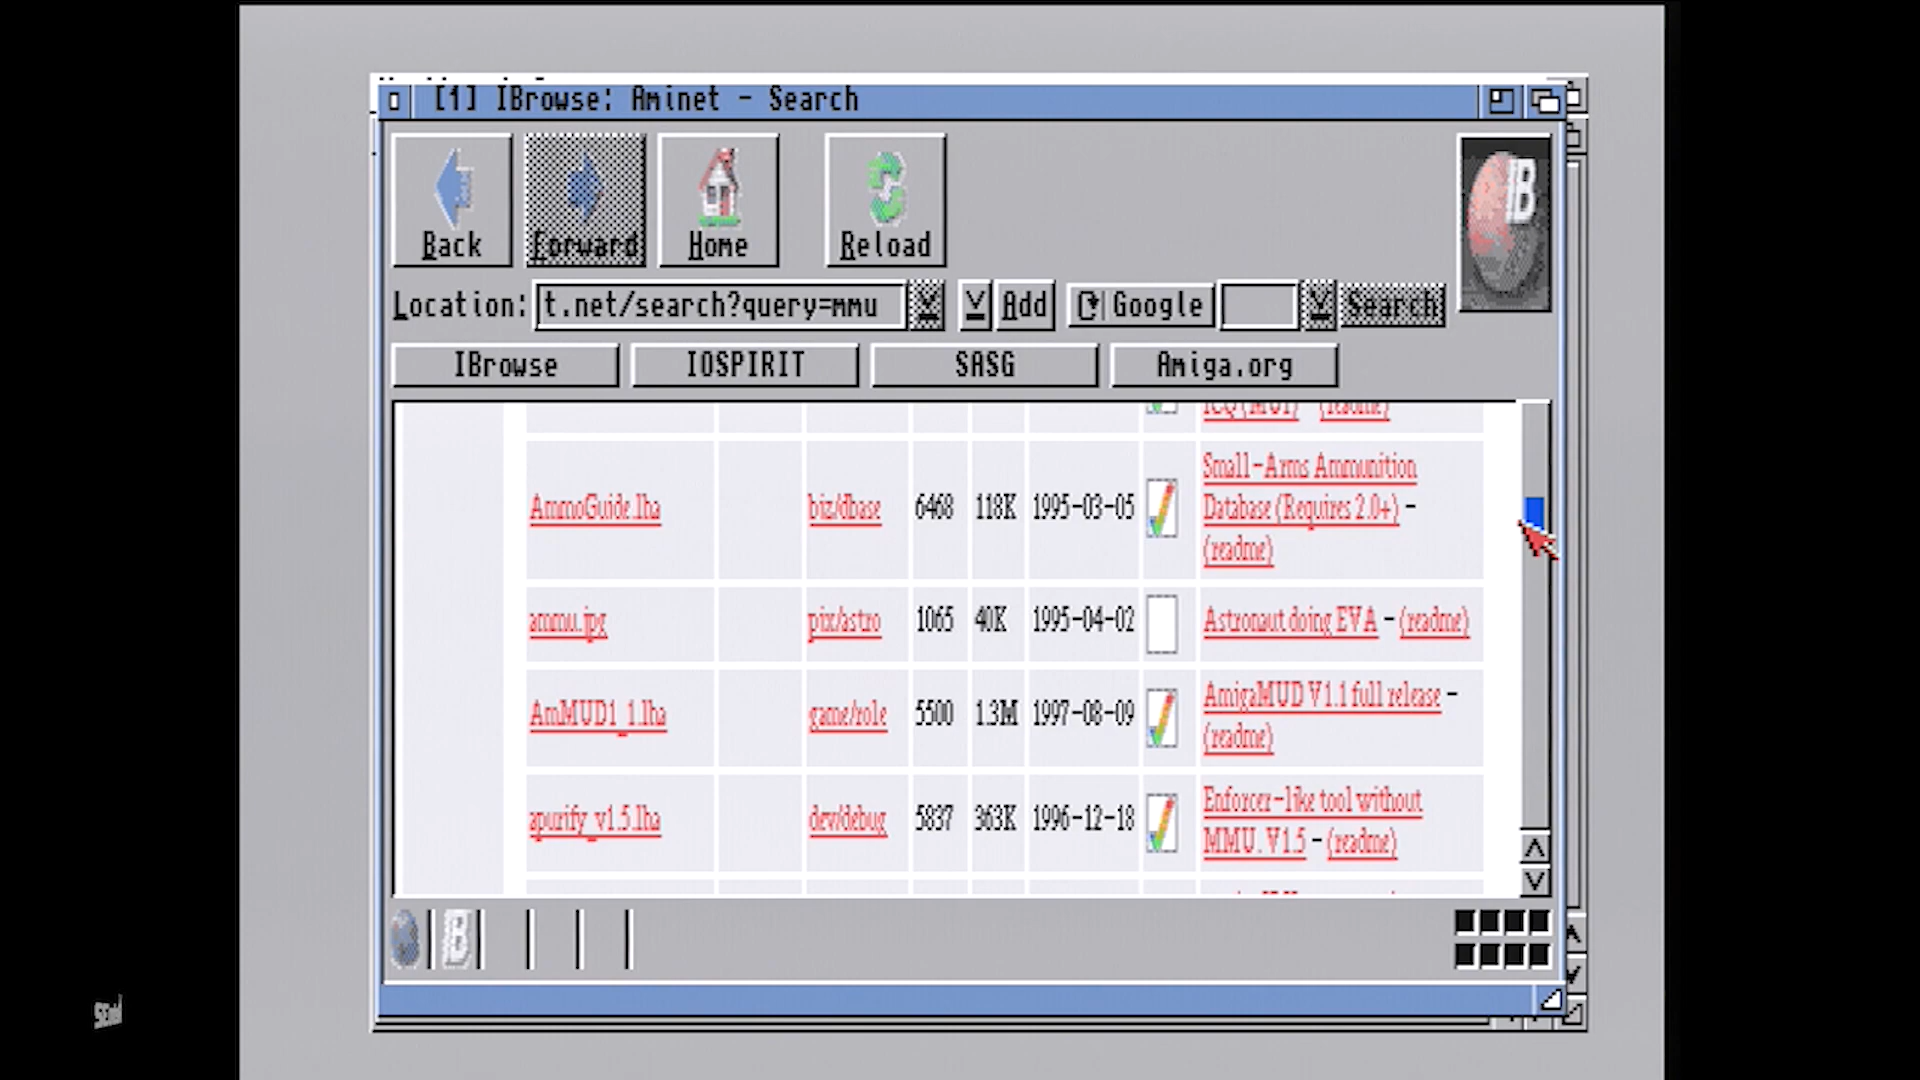 [1] IBrowse: Aminet - Search
Back
Forward
Home
Reload
B
Location: t.net/search?query=mmu
Add
Google
Search
IBrowse
IOSPIRIT
SASG
Amiga.org
ICQ (MUI) - (readme)
AmmoGuide.lha biz/dbase 6468 118K 1995-03-05
Small-Arms Ammunition
Database (Requires 2.0+) -
(readme)
ammu.jpg pix/astro 1065 40K 1995-04-02 Astronaut doing EVA - (readme)
AmMUD1_1.lha game/role 5500 1.3M 1997-08-09
AmigaMUD V1.1 full release -
(readme)
apurify_v1.5.lha dev/debug 5837 363K 1996-12-18
Enforcer-like tool without
MMU. V1.5 - (readme)
B